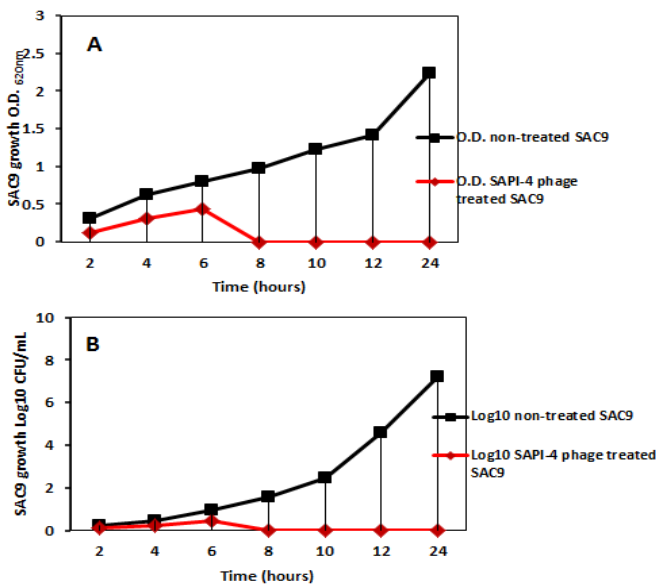 3
A
2.5
2
1.5
1
0.5
0
SAC9 growth O.D. 620nm
2 4 6 8 10 12 24
Time (hours)
O.D. non-treated SAC9
O.D. SAPI-4 phage
treated SAC9
10
B
8
6
4
2
0
SAC9 growth Log10 CFU/mL
2 4 6 8 10 12 24
Time (hours)
Log10 non-treated SAC9
Log10 SAPI-4 phage treated
SAC9